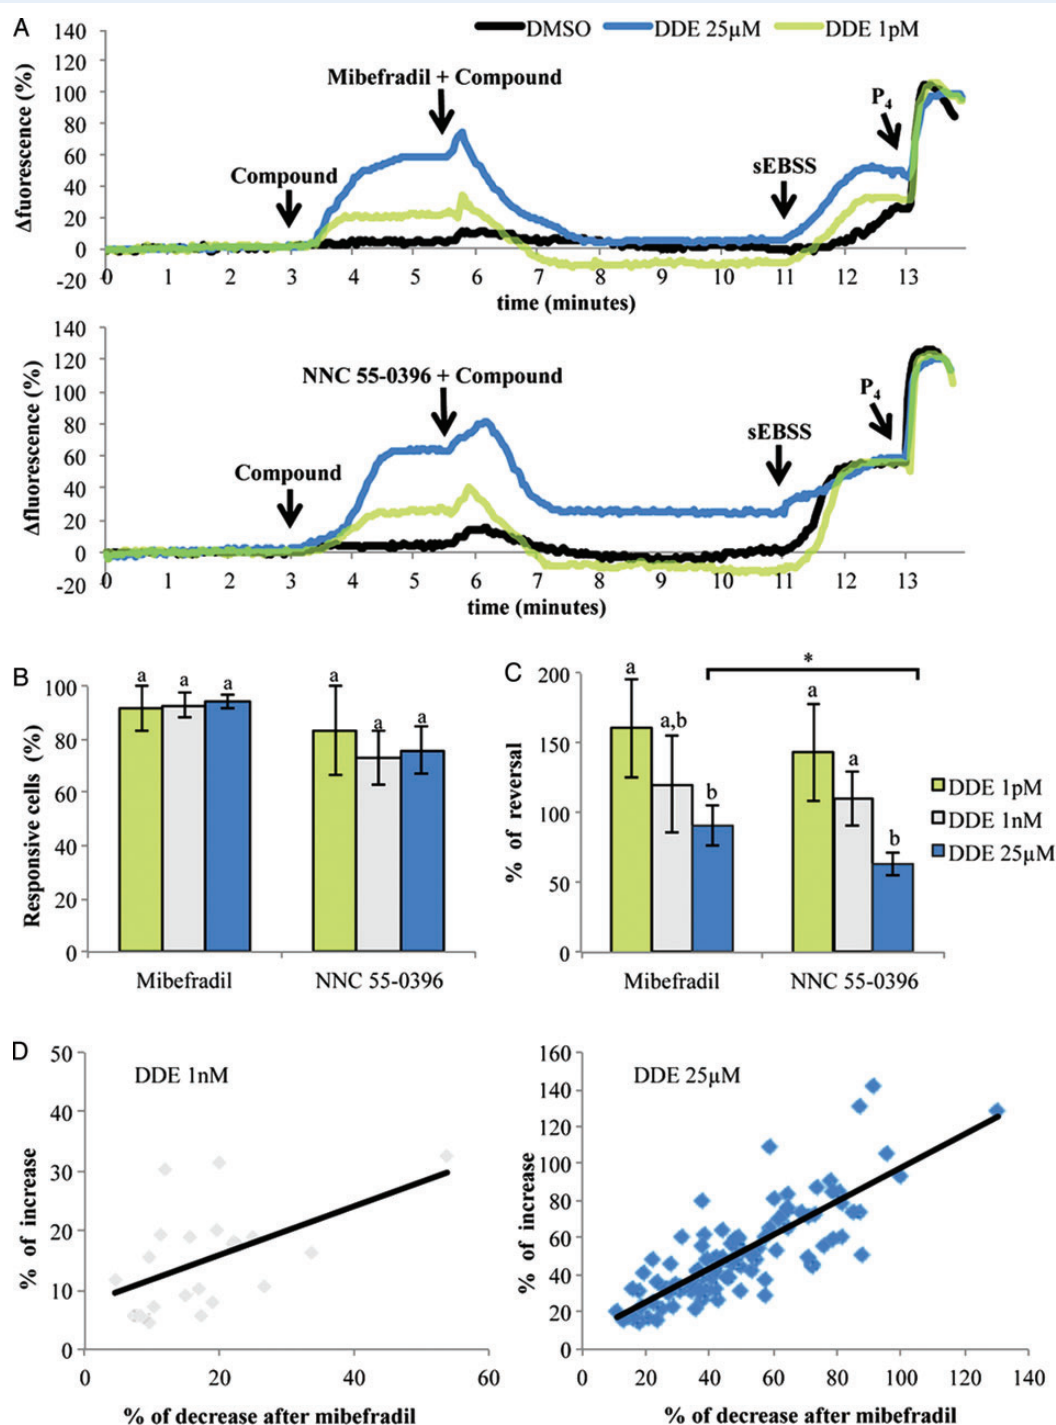 A
DMSO DDE 25µM DDE 1pM
140
120
100
80
60
40
20
0
-20
Δfluorescence (%)
Mibefradil + Compound
Compound
sEBSS
P4
0 1 2 3 4 5 6 7 8 9 10 11 12 13
time (minutes)
140
120
100
80
60
40
20
0
-20
Δfluorescence (%)
NNC 55-0396 + Compound
Compound
sEBSS
P4
0 1 2 3 4 5 6 7 8 9 10 11 12 13
time (minutes)
B
100
80
60
40
20
0
Responsive cells (%)
a a a a a a
Mibefradil NNC 55-0396
C
200
150
100
50
0
% of reversal
*
a a,b b a a b
Mibefradil NNC 55-0396
DDE 1pM
DDE 1nM
DDE 25µM
D
DDE 1nM
50
40
30
20
10
0
% of increase
0 20 40 60
% of decrease after mibefradil
DDE 25µM
160
140
120
100
80
60
40
20
0
% of increase
0 20 40 60 80 100 120 140
% of decrease after mibefradil